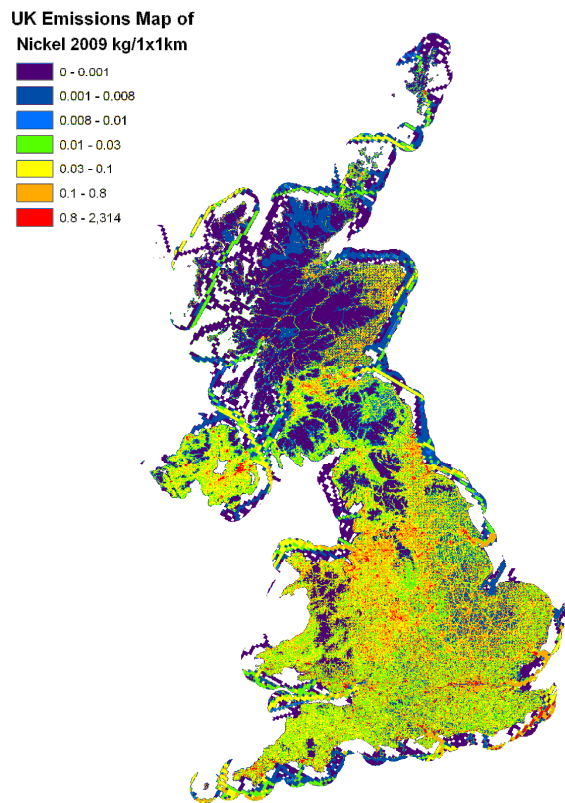 UK Emissions Map of
Nickel 2009 kg/1x1km
0 - 0.001
0.001 - 0.008
0.008 - 0.01
0.01 - 0.03
0.03 - 0.1
0.1 - 0.8
0.8 - 2,314